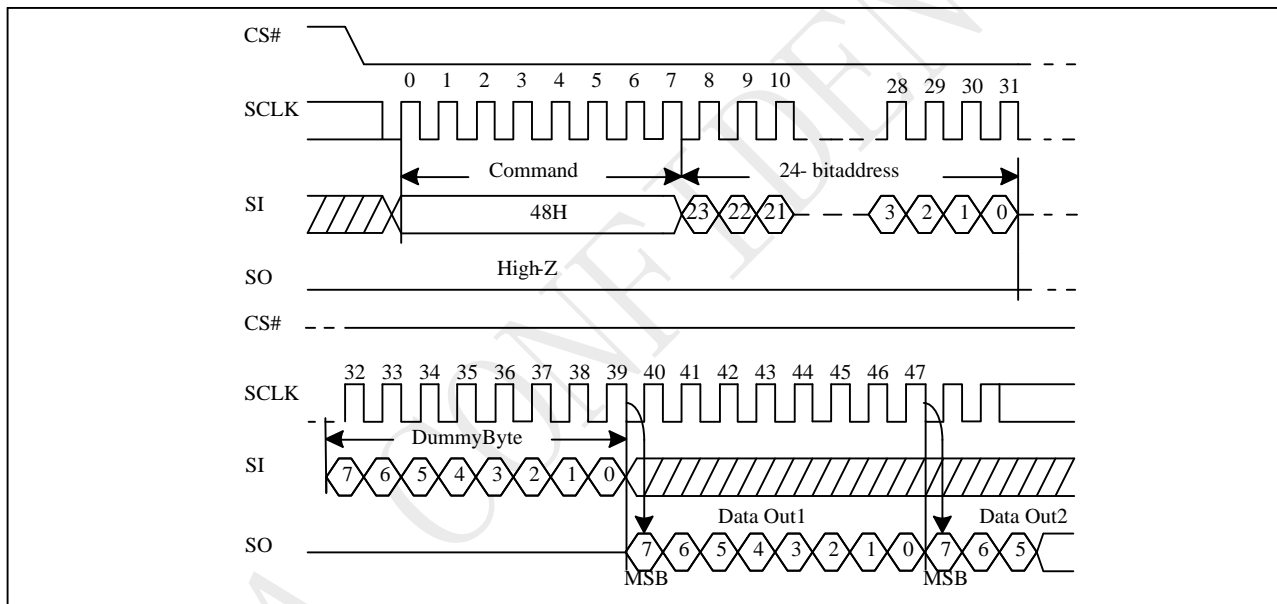 CS#
0 1 2 3 4 5 6 7 8 9 10 28 29 30 31
SCLK
Command 24- bitaddress
SI 48H 23 22 21 3 2 1 0
High-Z
SO
CS#
32 33 34 35 36 37 38 39 40 41 42 43 44 45 46 47
SCLK
DummyByte
SI 7 6 5 4 3 2 1 0
Data Out1 Data Out2
SO 7 6 5 4 3 2 1 0 7 6 5
MSB MSB